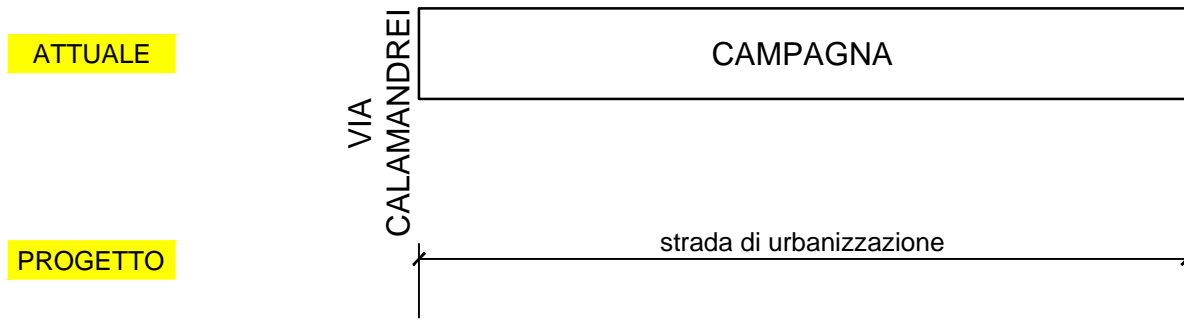 ATTUALE
CAMPAGNA
VIA
CALAMANDREI
strada di urbanizzazione
PROGETTO